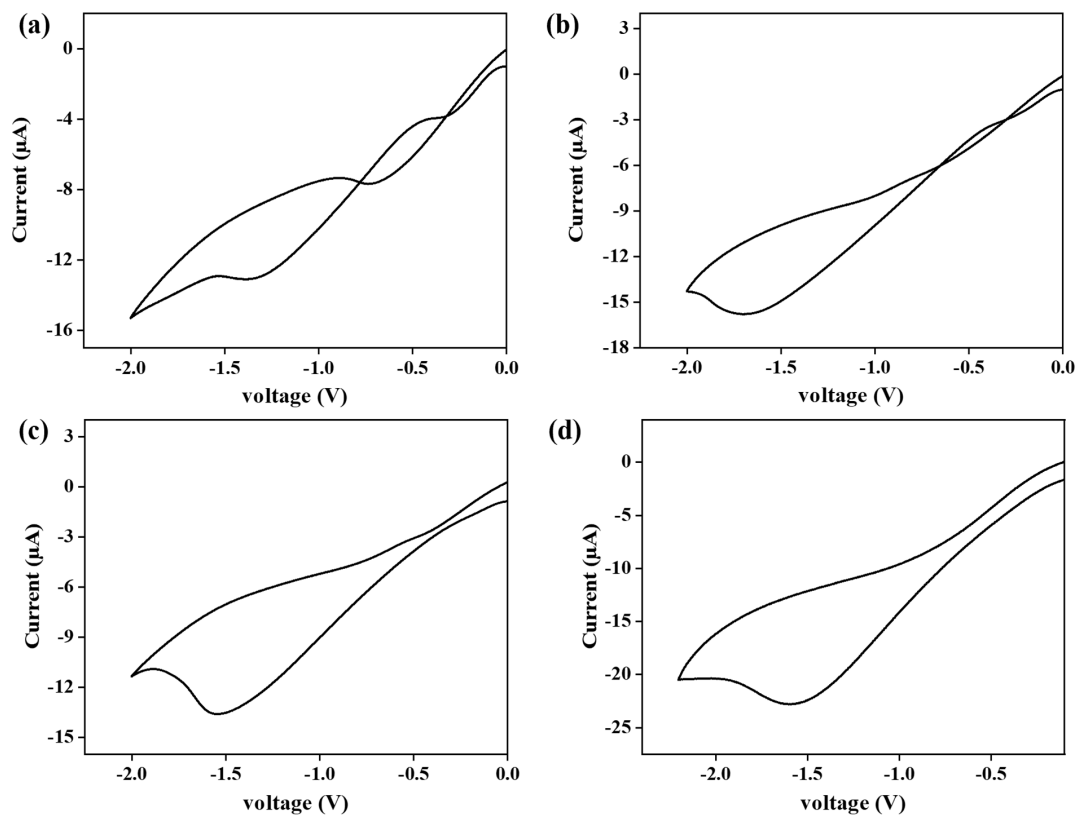 (a)
0
-4
-8
-12
-16
Current (μA)
-2.0 -1.5 -1.0 -0.5 0.0
voltage (V)
(b)
3
0
-3
-6
-9
-12
-15
-18
Current (μA)
-2.0 -1.5 -1.0 -0.5 0.0
voltage (V)
(c)
3
0
-3
-6
-9
-12
-15
Current (μA)
-2.0 -1.5 -1.0 -0.5 0.0
voltage (V)
(d)
0
-5
-10
-15
-20
-25
Current (μA)
-2.0 -1.5 -1.0 -0.5
voltage (V)